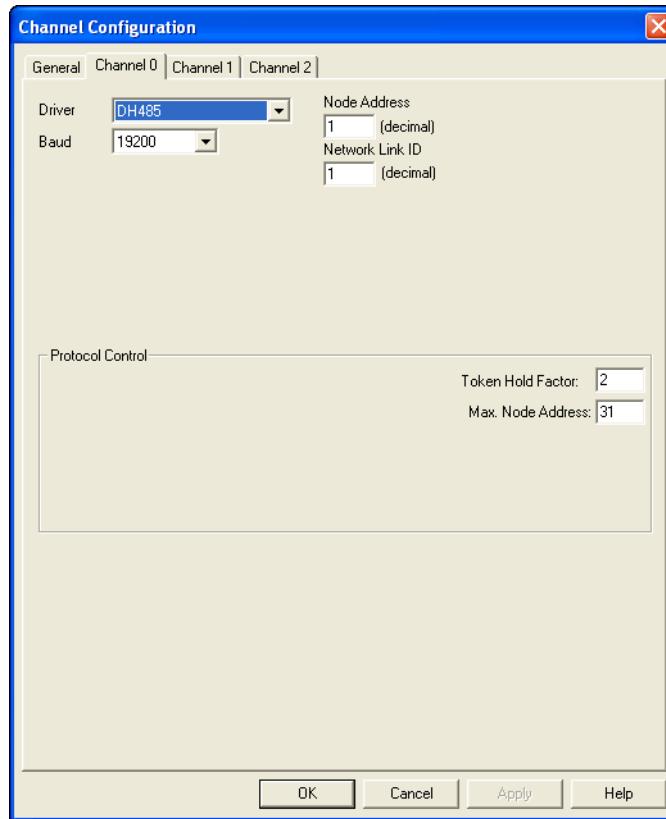 Channel Configuration
General Channel 0 Channel 1 Channel 2
Driver DH485
Baud 19200
Node Address
1 (decimal)
Network Link ID
1 (decimal)
Protocol Control
Token Hold Factor: 2
Max. Node Address: 31
OK Cancel Apply Help